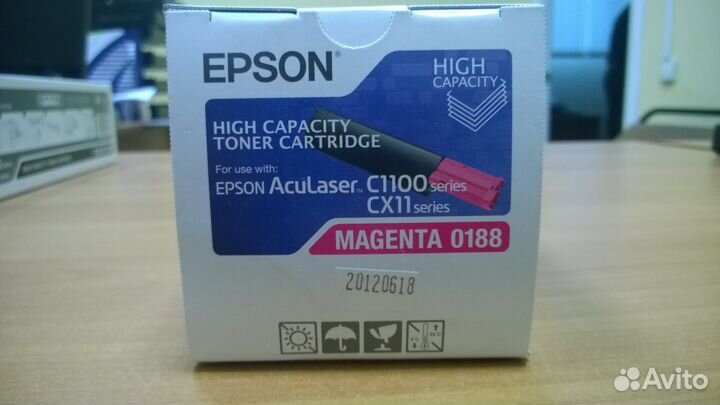 EPSON®
HIGH
CAPACITY
HIGH CAPACITY
TONER CARTRIDGE
For use with:
EPSON AcuLaser™ C1100 series
CX11 series
MAGENTA 0188
20120618
Avito